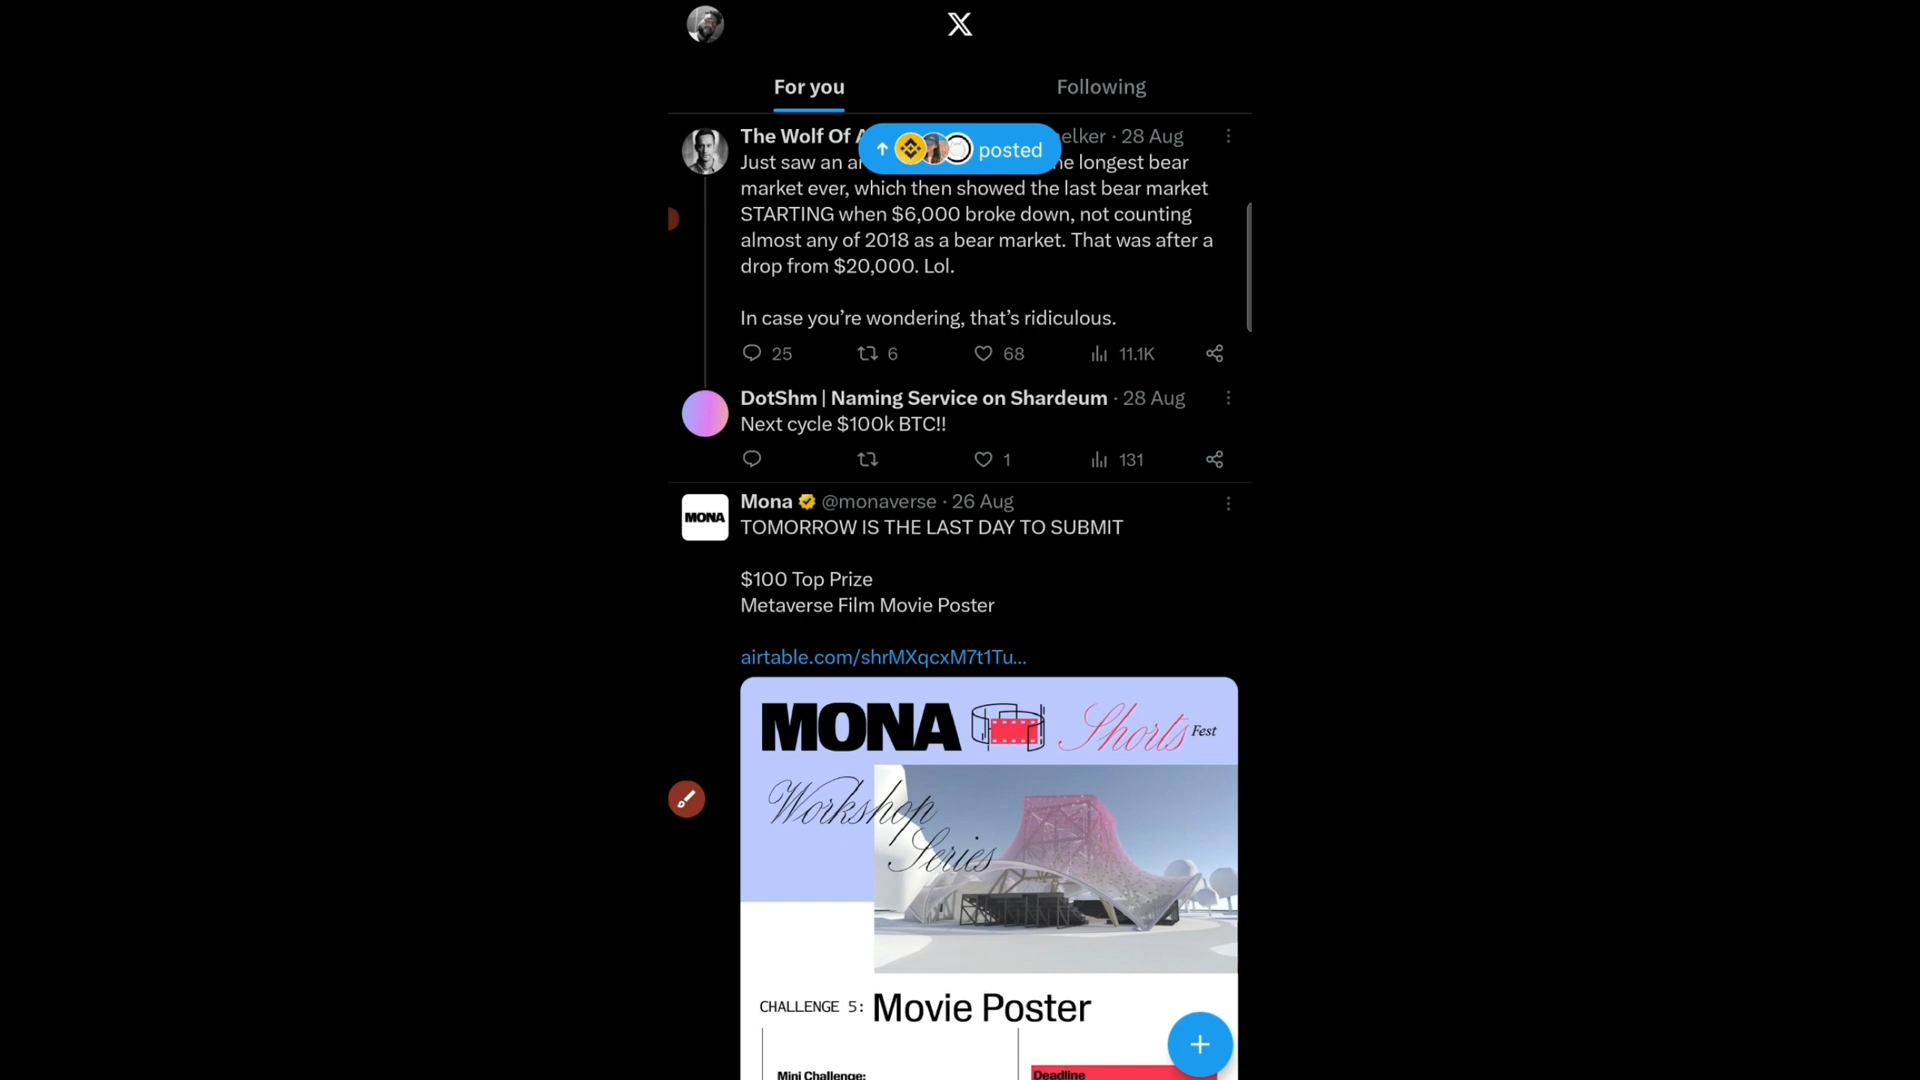 For you
Following
The Wolf Of
elker · 28 Aug
posted
Just saw an
longest bear
market ever, which then showed the last bear market
STARTING when $6,000 broke down, not counting
almost any of 2018 as a bear market. That was after a
drop from $20,000. Lol.
In case you’re wondering, that’s ridiculous.
25
6
68
11.1K
DotShm | Naming Service on Shardeum · 28 Aug
Next cycle $100k BTC!!
1
131
MONA
Mona @monaverse · 26 Aug
TOMORROW IS THE LAST DAY TO SUBMIT
$100 Top Prize
Metaverse Film Movie Poster
airtable.com/shrMXqcxM7t1Tu...
MONA Shorts Fest
Workshop
Series
CHALLENGE 5: Movie Poster
Mini Challenge:
Deadline